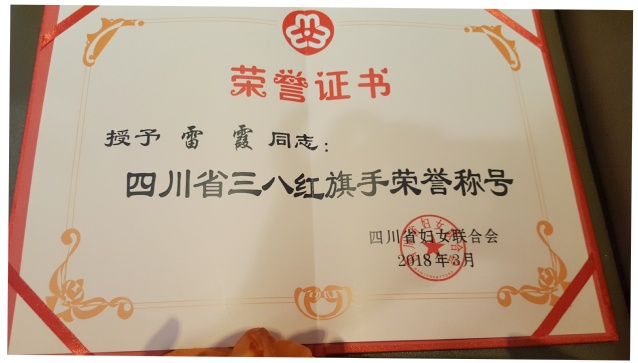 荣誉证书
授予 雷 霞 同志：
四川省三八红旗手荣誉称号
四川省妇女联合会
2018年3月